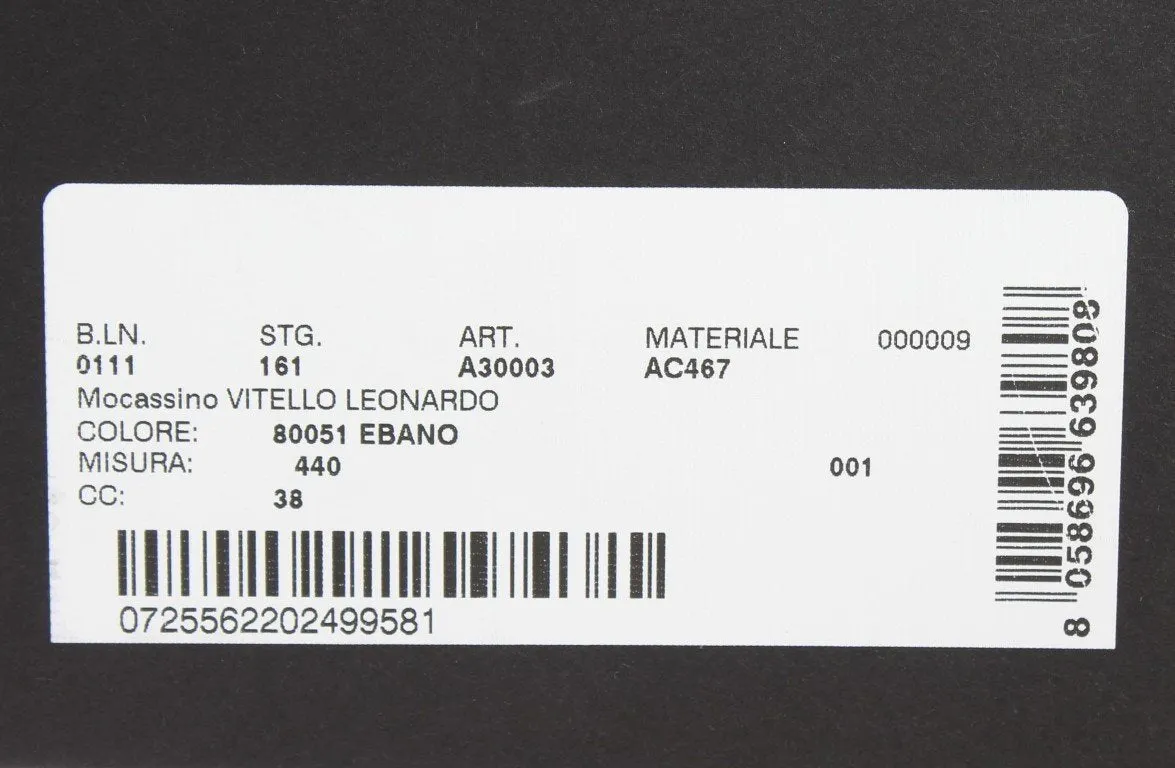 B.LN. STG. ART. MATERIALE 000009
0111 161 A30003 AC467
Mocassino VITELLO LEONARDO
COLORE: 80051 EBANO
MISURA: 440 001
CC: 38
0725562202499581
8 058696 639808